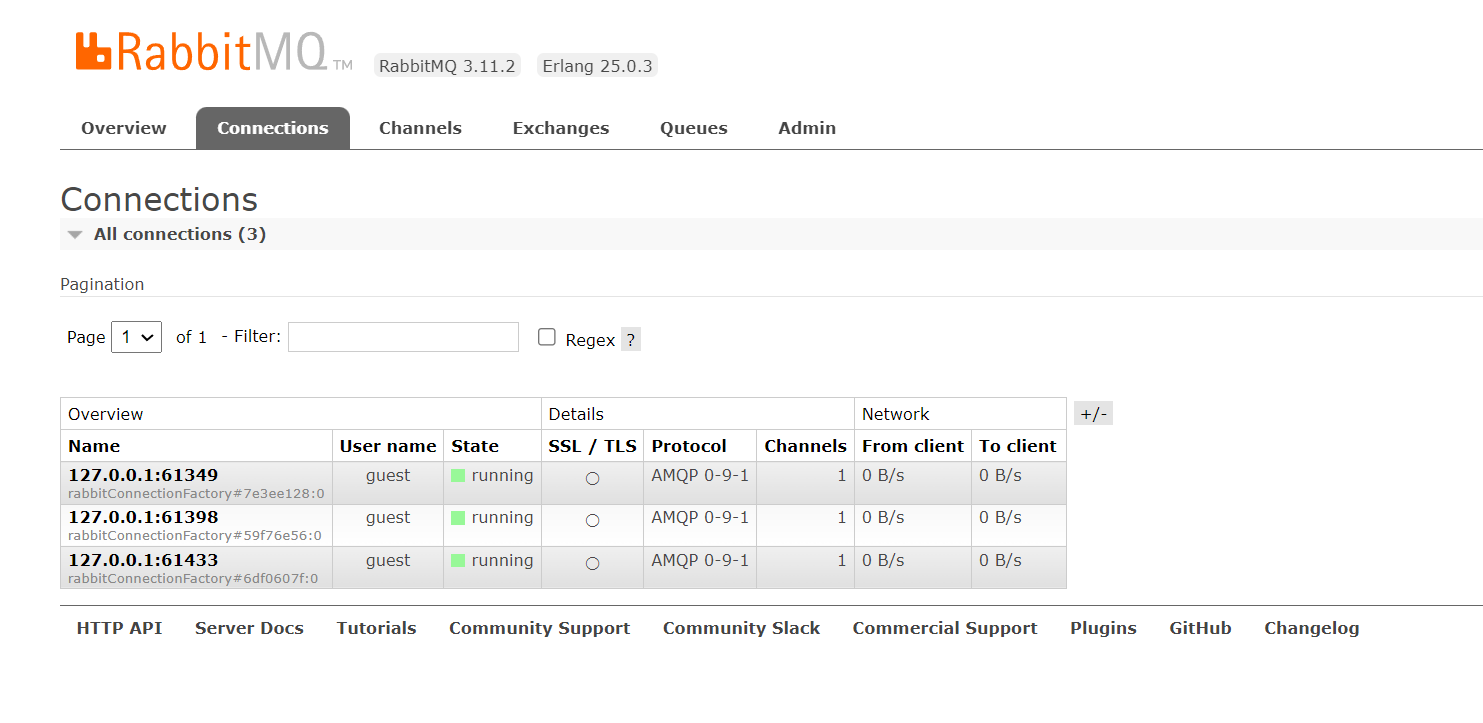 RabbitMQ TM RabbitMQ 3.11.2 Erlang 25.0.3
Overview Connections Channels Exchanges Queues Admin
Connections
All connections (3)
Pagination
Page 1 of 1 - Filter: Regex ?
Overview Details Network +/-
Name User name State SSL / TLS Protocol Channels From client To client
127.0.0.1:61349 guest running AMQP 0-9-1 1 0 B/s 0 B/s
rabbitConnectionFactory#7e3ee128:0
127.0.0.1:61398 guest running AMQP 0-9-1 1 0 B/s 0 B/s
rabbitConnectionFactory#59f76e56:0
127.0.0.1:61433 guest running AMQP 0-9-1 1 0 B/s 0 B/s
rabbitConnectionFactory#6df0607f:0
HTTP API Server Docs Tutorials Community Support Community Slack Commercial Support Plugins GitHub Changelog